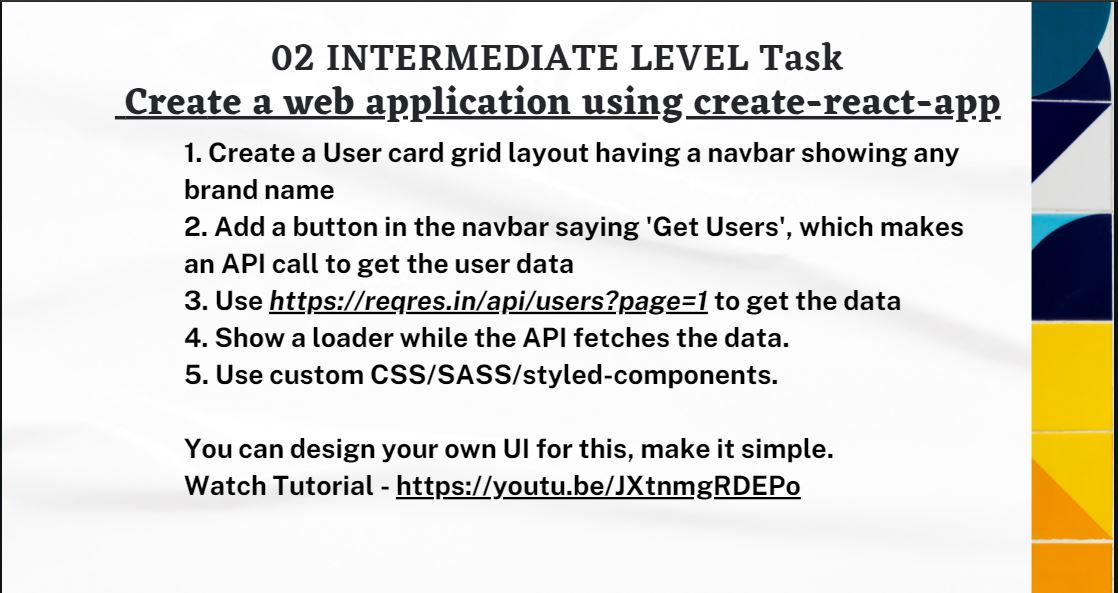 02 INTERMEDIATE LEVEL Task
Create a web application using create-react-app
1. Create a User card grid layout having a navbar showing any
brand name
2. Add a button in the navbar saying 'Get Users', which makes
an API call to get the user data
3. Use https://reqres.in/api/users?page=1 to get the data
4. Show a loader while the API fetches the data.
5. Use custom CSS/SASS/styled-components.
You can design your own UI for this, make it simple.
Watch Tutorial - https://youtu.be/JXtnmgRDEPo